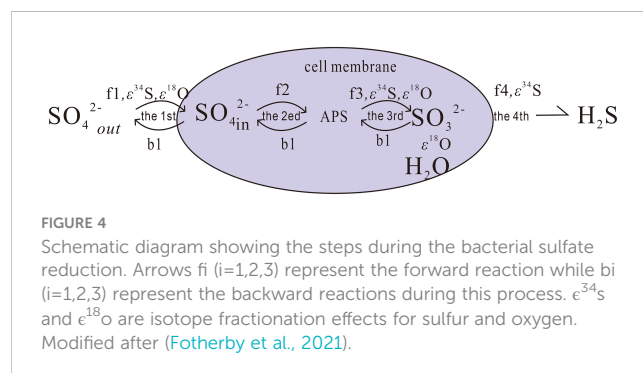 cell membrane
f1,ε³⁴S,ε¹⁸O f2 f3,ε³⁴S,ε¹⁸O f4,ε³⁴S
SO₄²⁻out the 1st SO₄²⁻in the 2ed APS the 3rd SO₃²⁻ the 4th H₂S
b1 b1 b1 ε¹⁸O
H₂O
FIGURE 4
Schematic diagram showing the steps during the bacterial sulfate
reduction. Arrows fi (i=1,2,3) represent the forward reaction while bi
(i=1,2,3) represent the backward reactions during this process. ϵ³⁴s
and ϵ¹⁸o are isotope fractionation effects for sulfur and oxygen.
Modified after (Fotherby et al., 2021).